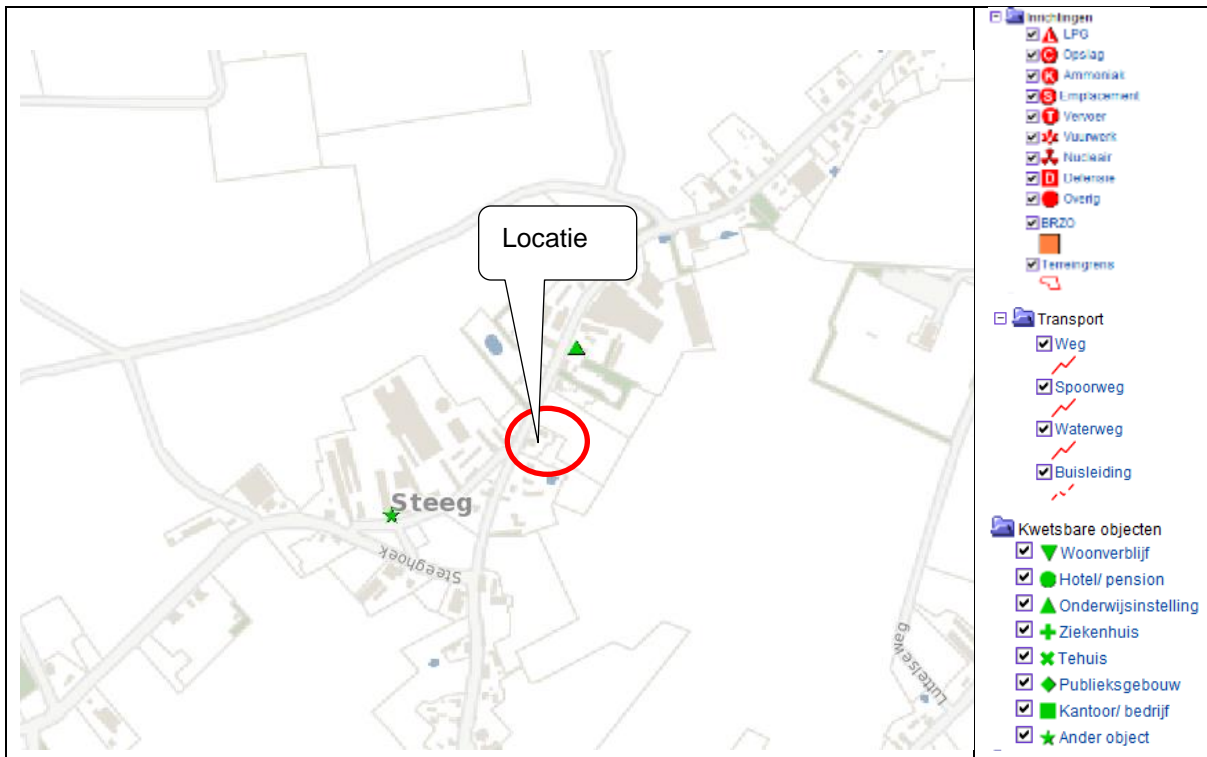 Locatie
Steeg
Steeghoek
Luttelseweg
Inrichtingen
LPG
Opslag
Ammoniak
Emplacement
Vervoer
Vuurwerk
Nucleair
Defensie
Overig
BRZO
Terreingrens
Transport
Weg
Spoorweg
Waterweg
Buisleiding
Kwetsbare objecten
Woonverblijf
Hotel/ pension
Onderwijsinstelling
Ziekenhuis
Tehuis
Publieksgebouw
Kantoor/ bedrijf
Ander object